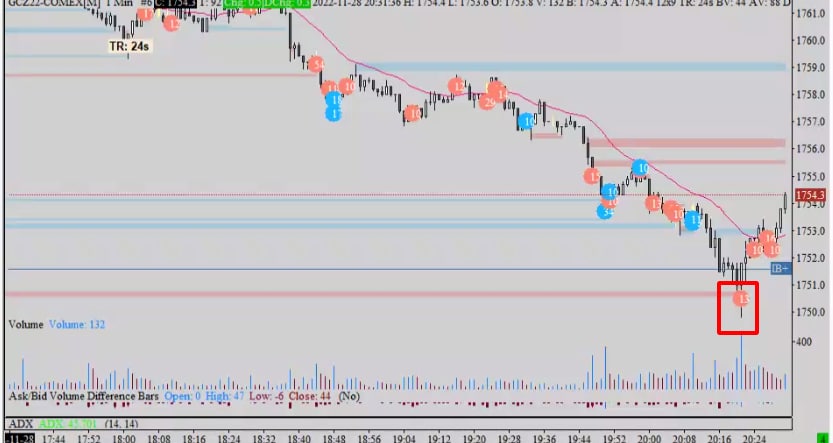 GCZ22-COMEX[M] 1 Min #6 C: 1754.3 T: 92 Chg: 0.5 DChg: 0.3 2022-11-28 20:31:36 H: 1754.4 L: 1753.6 O: 1753.8 V: 132 B: 1754.3 A: 1754.4 12x9 TR: 24s BV: 44 AV: 88 D
1761.0
TR: 24s
1760.0
1759.0
1758.0
1757.0
1756.0
1755.0
1754.3
1754.0
1753.0
1752.0
IB+
1751.0
1750.0
Volume Volume: 132
400
Ask/Bid Volume Difference Bars Open: 0 High: 47 Low: -6 Close: 44 (No)
ADX ADX: 45.701 (14, 14)
11-28 17:44 17:52 18:00 18:08 18:16 18:24 18:32 18:40 18:48 18:56 19:04 19:12 19:20 19:28 19:36 19:44 19:52 20:00 20:08 20:16 20:24